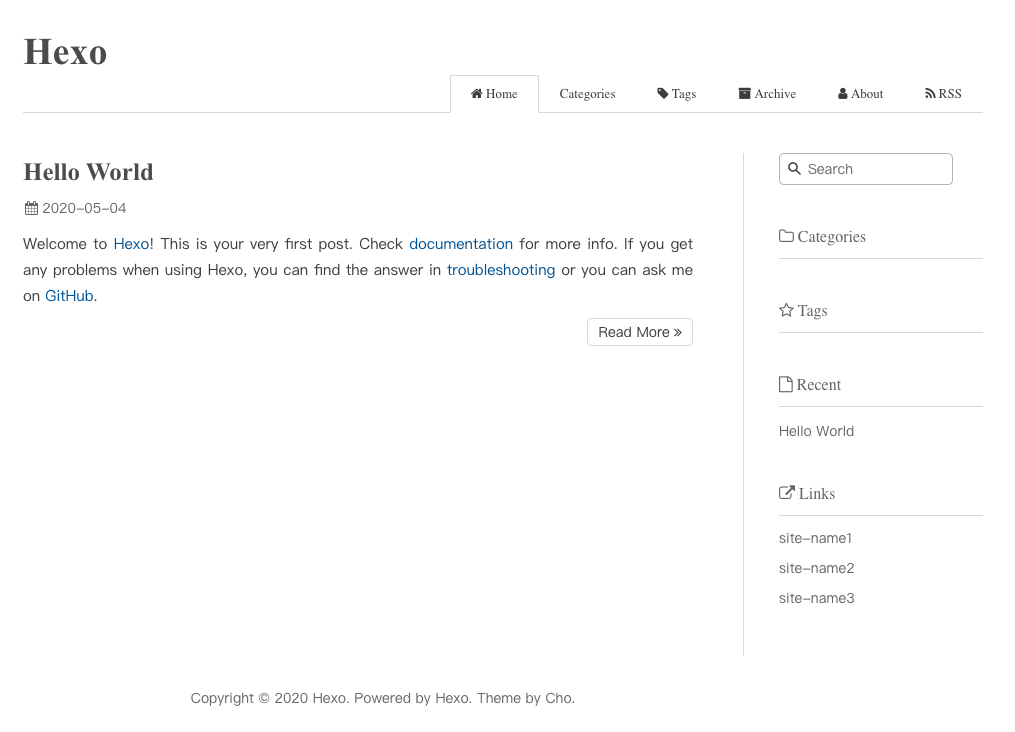 Hexo
Home Categories Tags Archive About RSS
Hello World
2020-05-04
Welcome to Hexo! This is your very first post. Check documentation for more info. If you get
any problems when using Hexo, you can find the answer in troubleshooting or you can ask me
on GitHub.
Read More »
Search
Categories
Tags
Recent
Hello World
Links
site-name1
site-name2
site-name3
Copyright © 2020 Hexo. Powered by Hexo. Theme by Cho.